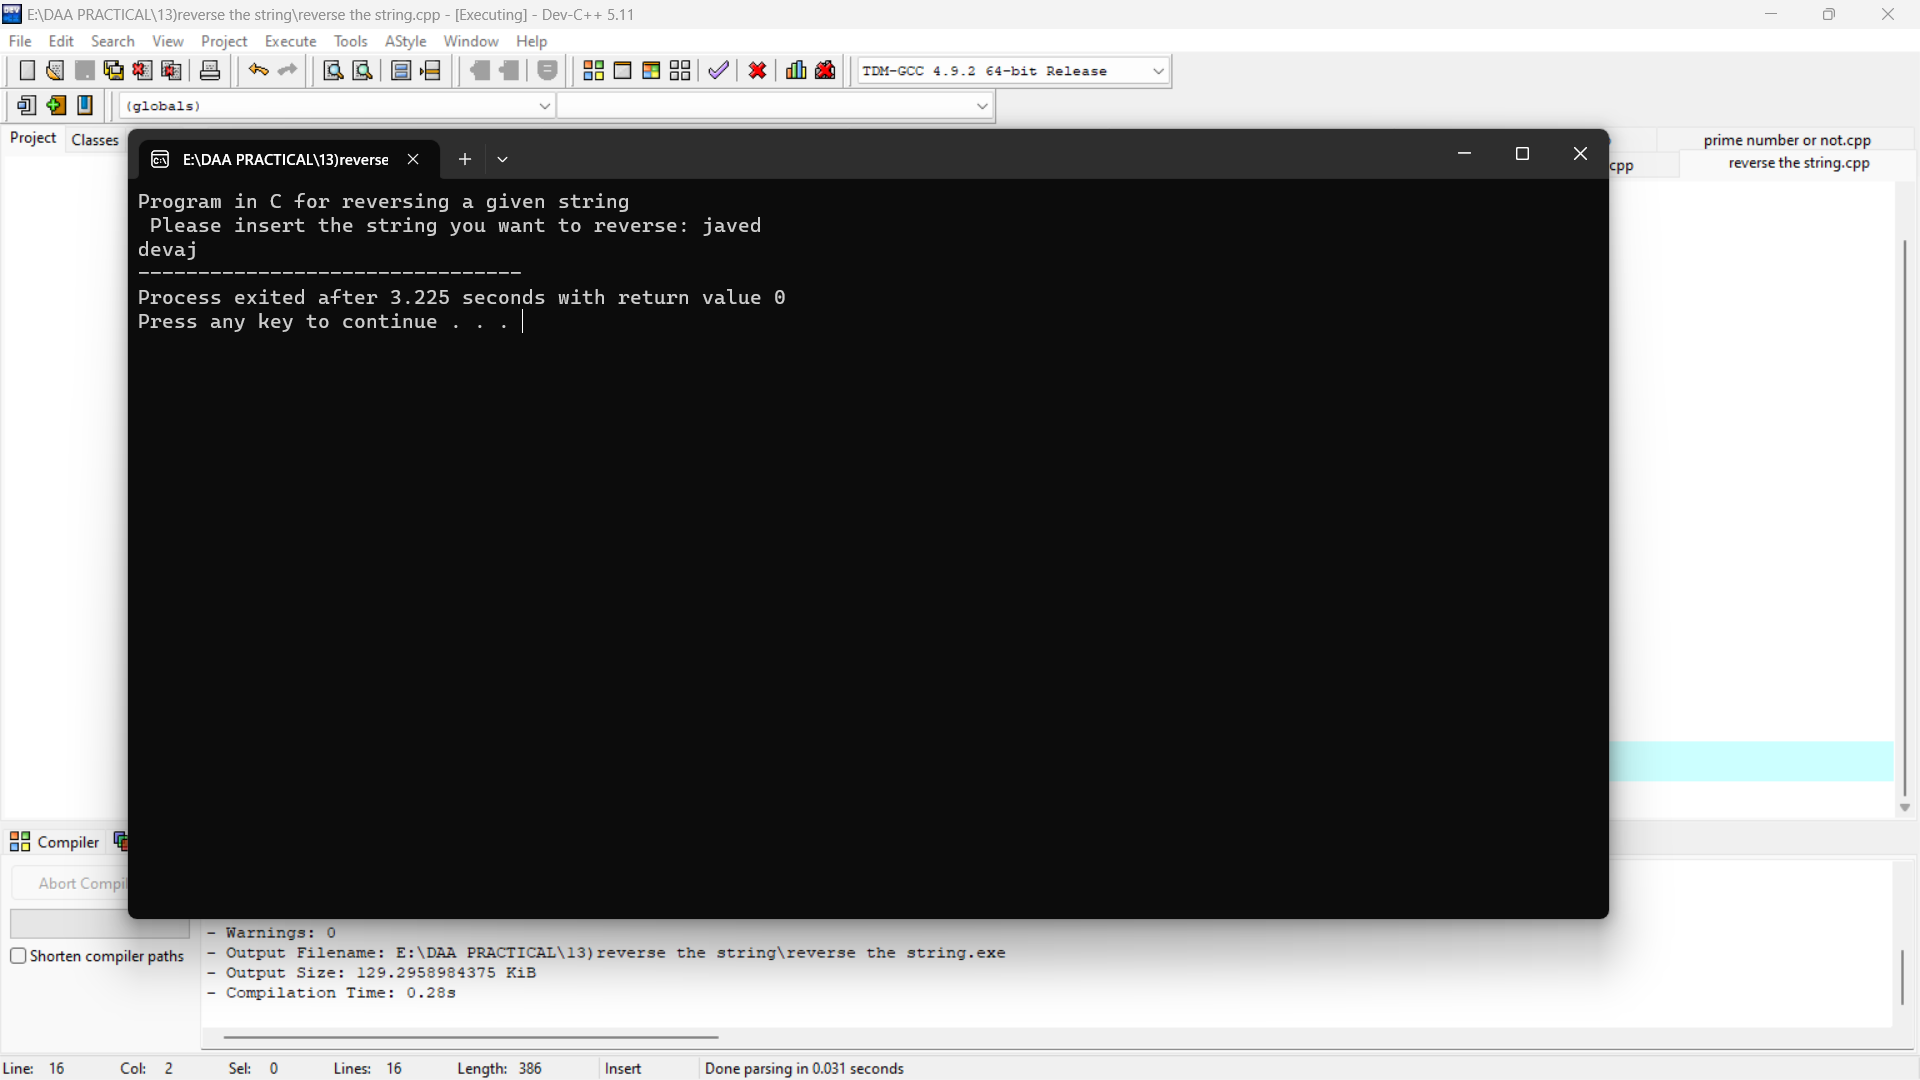 E:\DAA PRACTICAL\13)reverse the string\reverse the string.cpp - [Executing] - Dev-C++ 5.11
File Edit Search View Project Execute Tools AStyle Window Help
TDM-GCC 4.9.2 64-bit Release
(globals)
Project Classes
prime number or not.cpp
cpp reverse the string.cpp
E:\DAA PRACTICAL\13)reverse
Program in C for reversing a given string
Please insert the string you want to reverse: javed
devaj
--------------------------------
Process exited after 3.225 seconds with return value 0
Press any key to continue . . .
Compiler
Abort Compil
Shorten compiler paths
- Warnings: 0
- Output Filename: E:\DAA PRACTICAL\13)reverse the string\reverse the string.exe
- Output Size: 129.2958984375 KiB
- Compilation Time: 0.28s
Line: 16 Col: 2 Sel: 0 Lines: 16 Length: 386 Insert Done parsing in 0.031 seconds